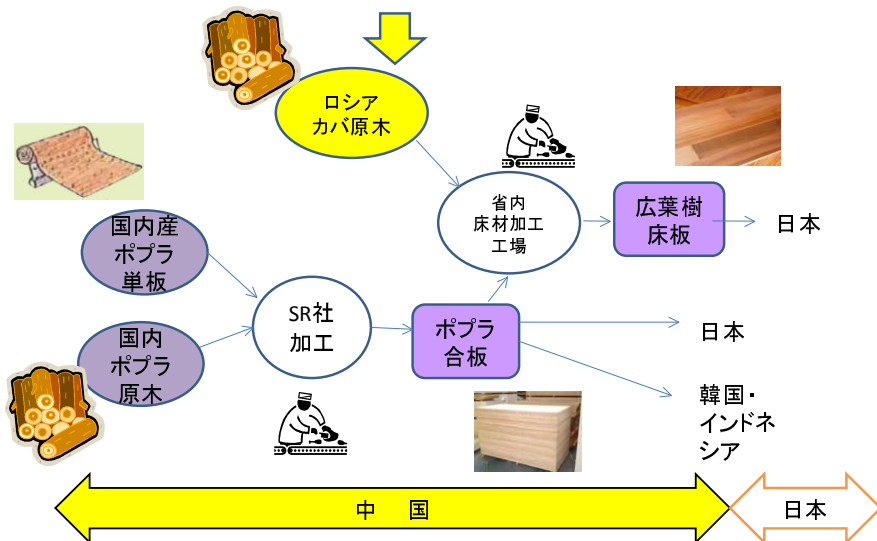 ロシア
カバ原木
省内
床材加工
工場
広葉樹
床板
日本
国内産
ポプラ
単板
SR社
加工
ポプラ
合板
日本
国内
ポプラ
原木
韓国・
インドネ
シア
中 国
日本